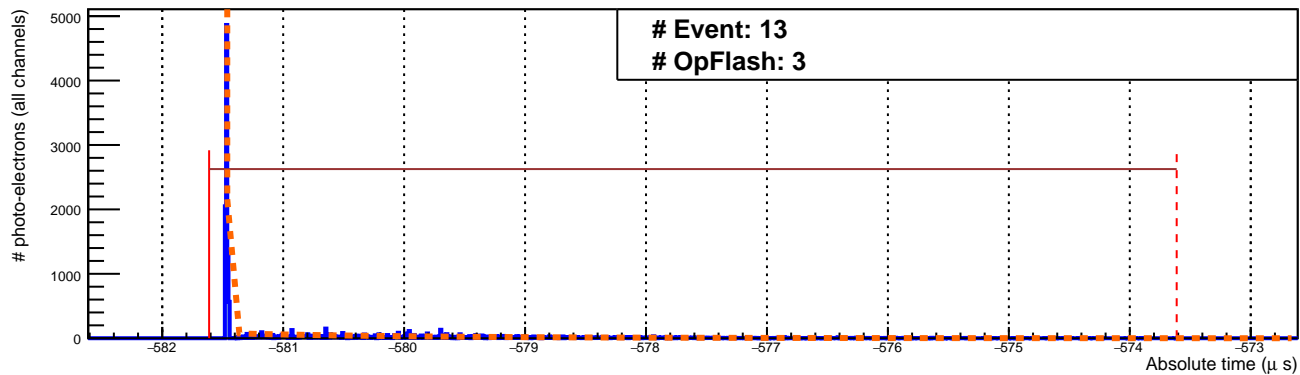 # Event: 13
# OpFlash: 3
# photo-electrons (all channels)
5000
4000
3000
2000
1000
0
−582 −581 −580 −579 −578 −577 −576 −575 −574 −573
Absolute time (μ s)